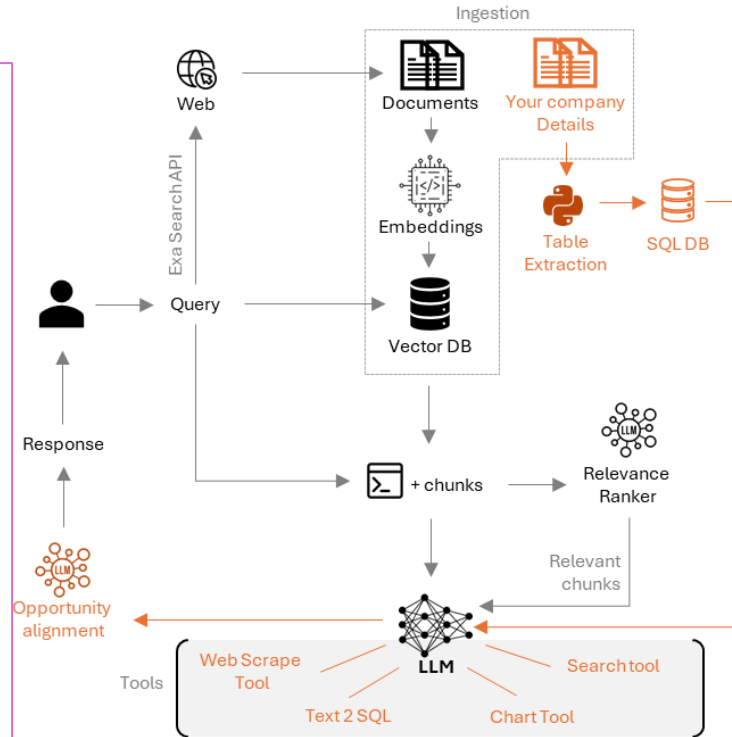 Ingestion
Web
Documents
Your company
Details
Exa Search API
</>
Embeddings
Table
Extraction
SQL DB
Query
Vector DB
Response
+ chunks
LLM
Relevance
Ranker
Relevant
chunks
LLM
Opportunity
alignment
LLM
Tools
Web Scrape
Tool
Search tool
Text 2 SQL
Chart Tool